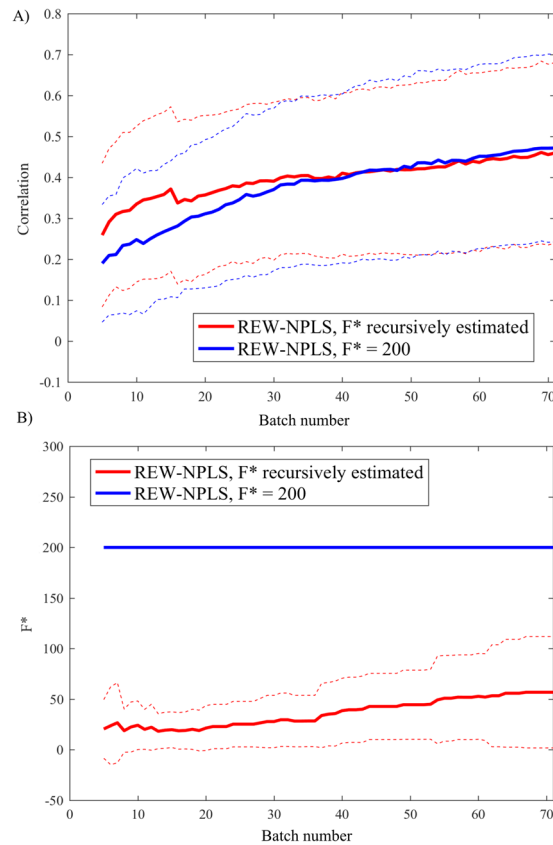 A)
0.8
0.7
0.6
0.5
0.4
0.3
0.2
0.1
0
-0.1
Correlation
REW-NPLS, F* recursively estimated
REW-NPLS, F* = 200
0 10 20 30 40 50 60 70
Batch number
B)
300
250
200
150
100
50
0
-50
F*
REW-NPLS, F* recursively estimated
REW-NPLS, F* = 200
0 10 20 30 40 50 60 70
Batch number